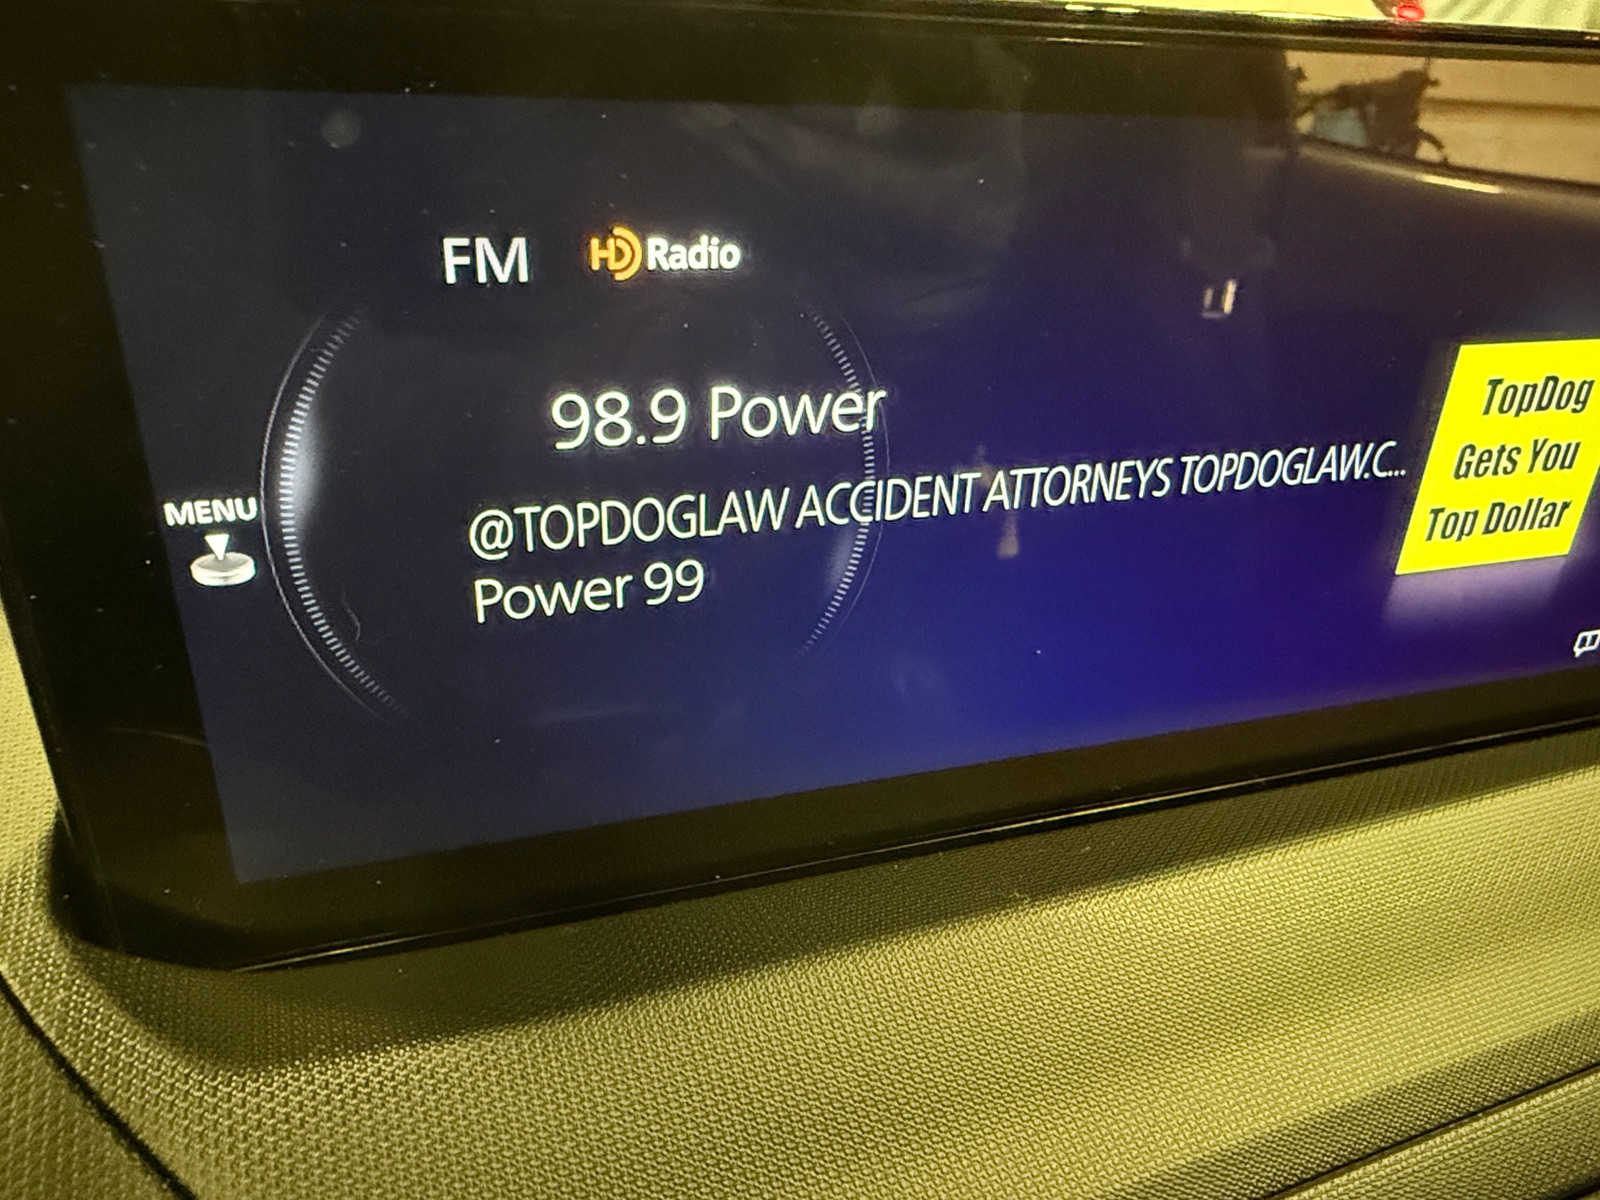 FM HD Radio
98.9 Power
@TOPDOGLAW ACCIDENT ATTORNEYS TOPDOGLAW.C...
Power 99
MENU
TopDog
Gets You
Top Dollar